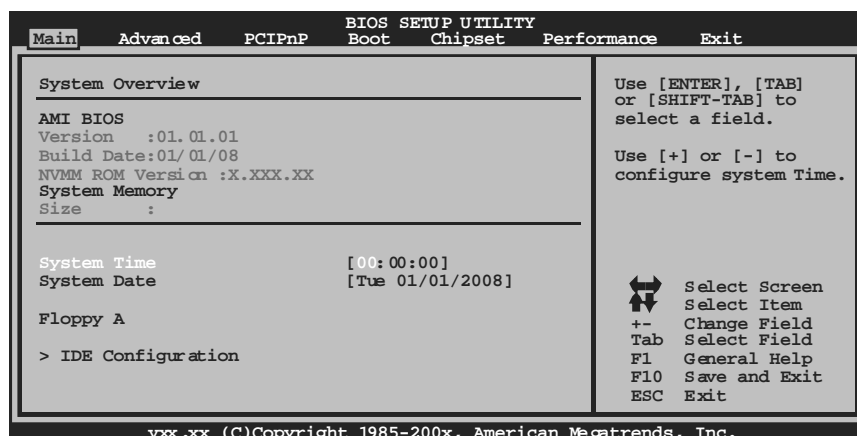 BIOS SETUP UTILITY
Main Advanced PCIPnP Boot Chipset Performance Exit
System Overview
AMI BIOS
Version :01.01.01
Build Date:01/01/08
NVMM ROM Version :X.XXX.XX
System Memory
Size :
System Time [00:00:00]
System Date [Tue 01/01/2008]
Floppy A
> IDE Configuration
Use [ENTER], [TAB]
or [SHIFT-TAB] to
select a field.
Use [+] or [-] to
configure system Time.
Select Screen
Select Item
+- Change Field
Tab Select Field
F1 General Help
F10 Save and Exit
ESC Exit
vxx.xx (C)Copyright 1985-200x, American Megatrends, Inc.